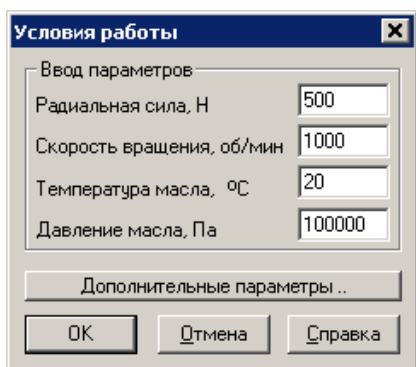 Условия работы
Ввод параметров
Радиальная сила, Н 500
Скорость вращения, об/мин 1000
Температура масла, ºС 20
Давление масла, Па 100000
Дополнительные параметры ..
OK Отмена Справка